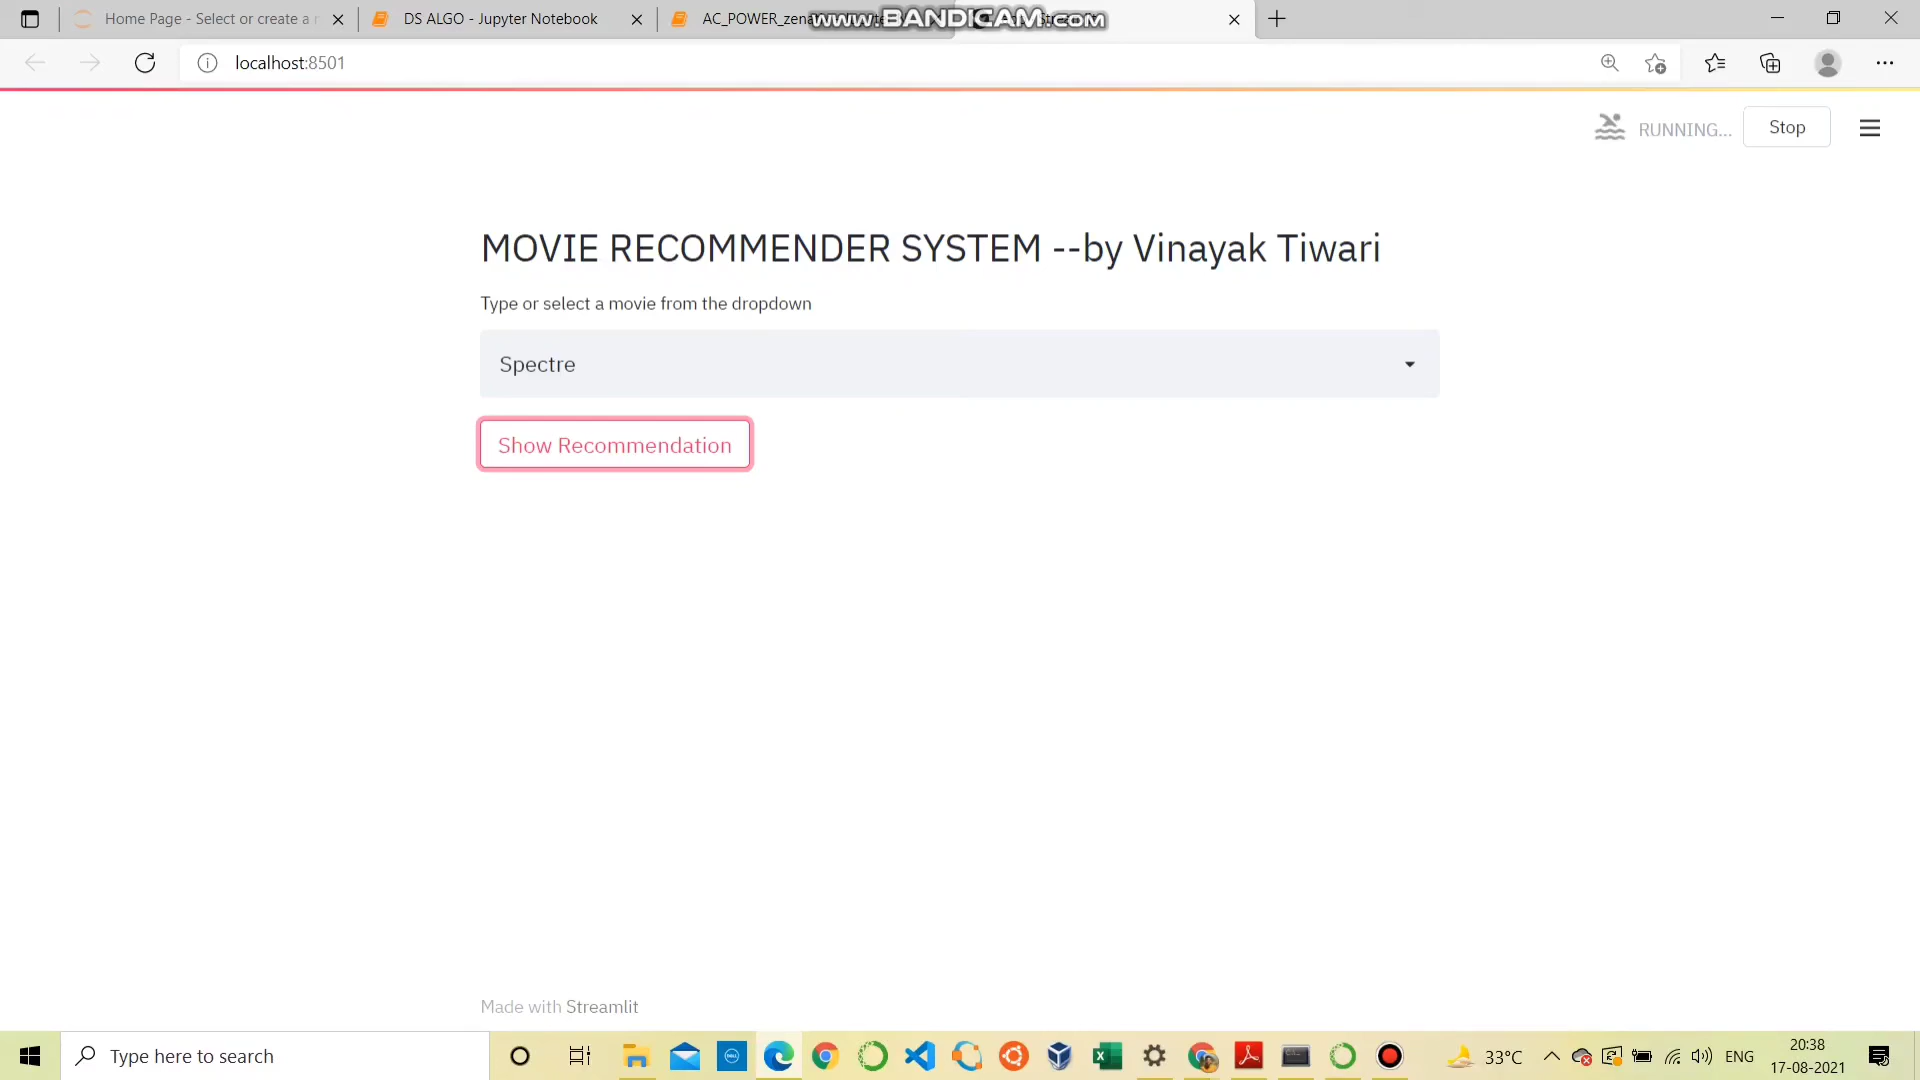 Home Page - Select or create a n
DS ALGO - Jupyter Notebook
AC_POWER_zena
www.BANDICAM.com
localhost:8501
RUNNING...
Stop
MOVIE RECOMMENDER SYSTEM --by Vinayak Tiwari
Type or select a movie from the dropdown
Spectre
Show Recommendation
Made with Streamlit
Type here to search
33°C
ENG
20:38
17-08-2021